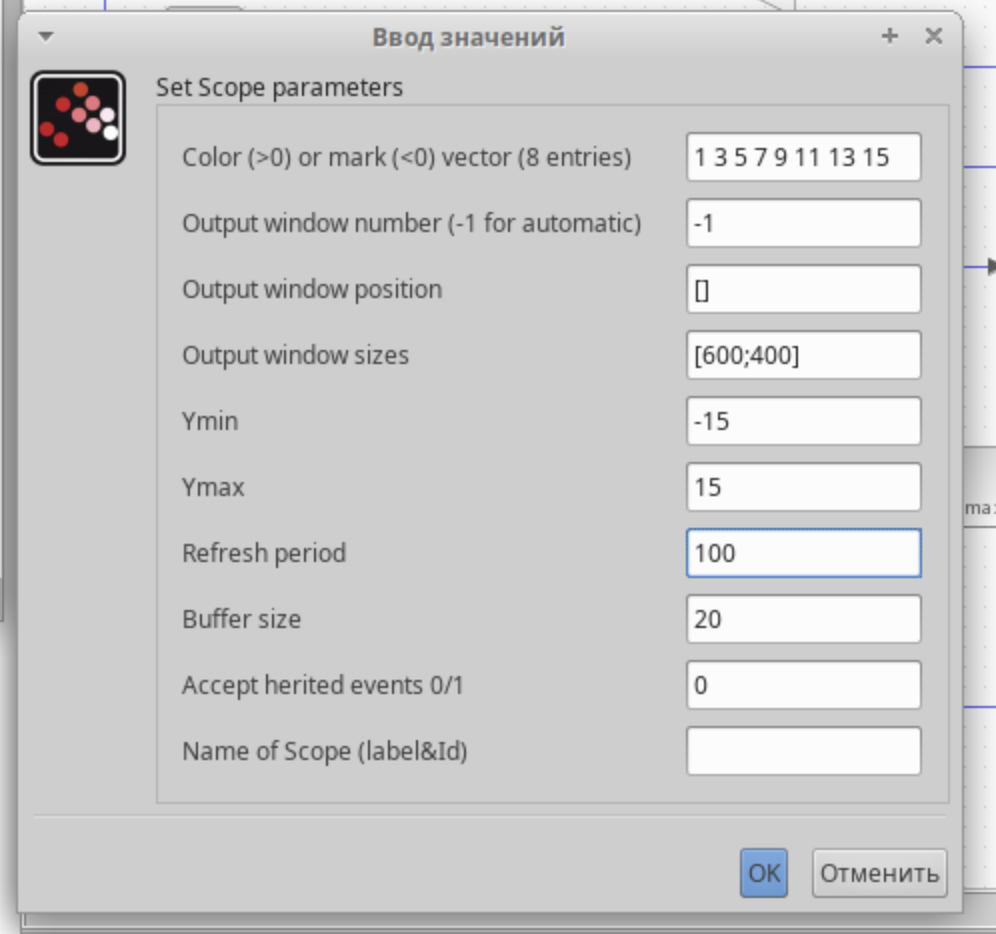 Ввод значений
Set Scope parameters
Color (>0) or mark (<0) vector (8 entries) 1 3 5 7 9 11 13 15
Output window number (-1 for automatic) -1
Output window position []
Output window sizes [600;400]
Ymin -15
Ymax 15
Refresh period 100
Buffer size 20
Accept herited events 0/1 0
Name of Scope (label&Id)
OK Отменить